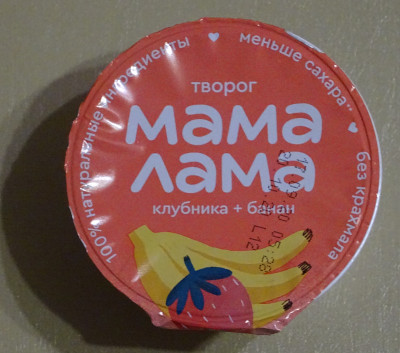 100% натуральные ингредиенты ♥ меньше сахара* ♥ без крахмала
творог
мама
лама
клубника + банан